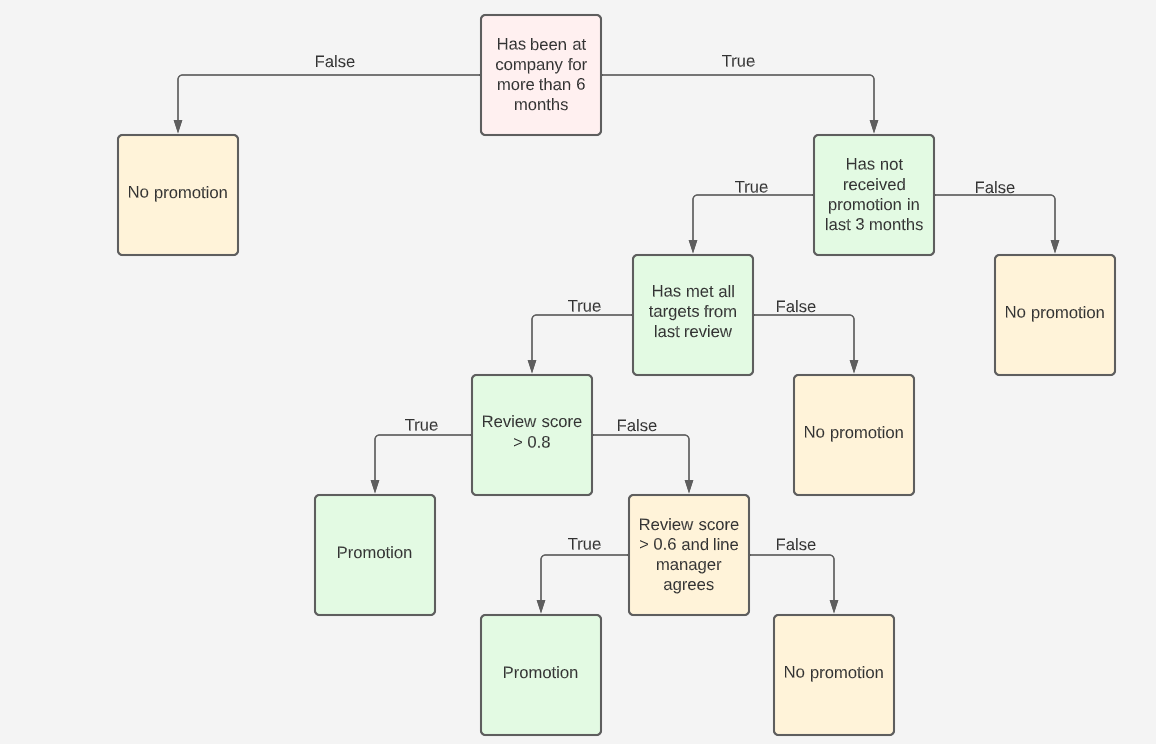 Has been at
company for
more than 6
months
False
True
No promotion
Has not
received
promotion in
last 3 months
True
False
Has met all
targets from
last review
No promotion
True
False
Review score
> 0.8
No promotion
True
False
Promotion
Review score
> 0.6 and line
manager
agrees
True
False
Promotion
No promotion